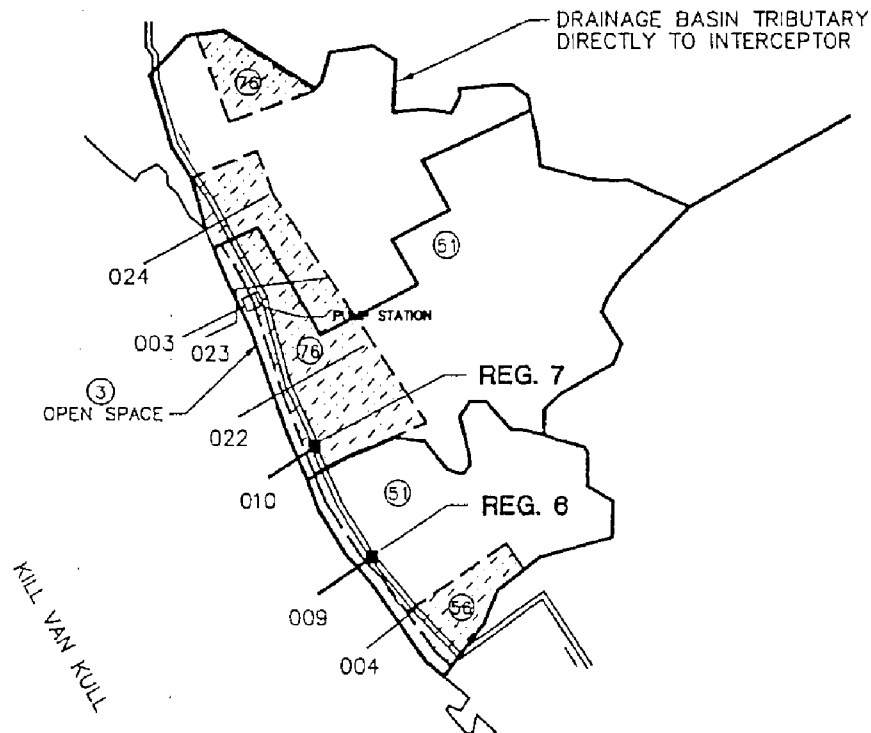 DRAINAGE BASIN TRIBUTARY
DIRECTLY TO INTERCEPTOR
76
51
024
003
PUMP STATION
023
76
REG. 7
3
OPEN SPACE
022
010
51
REG. 6
009
56
004
KILL VAN KULL